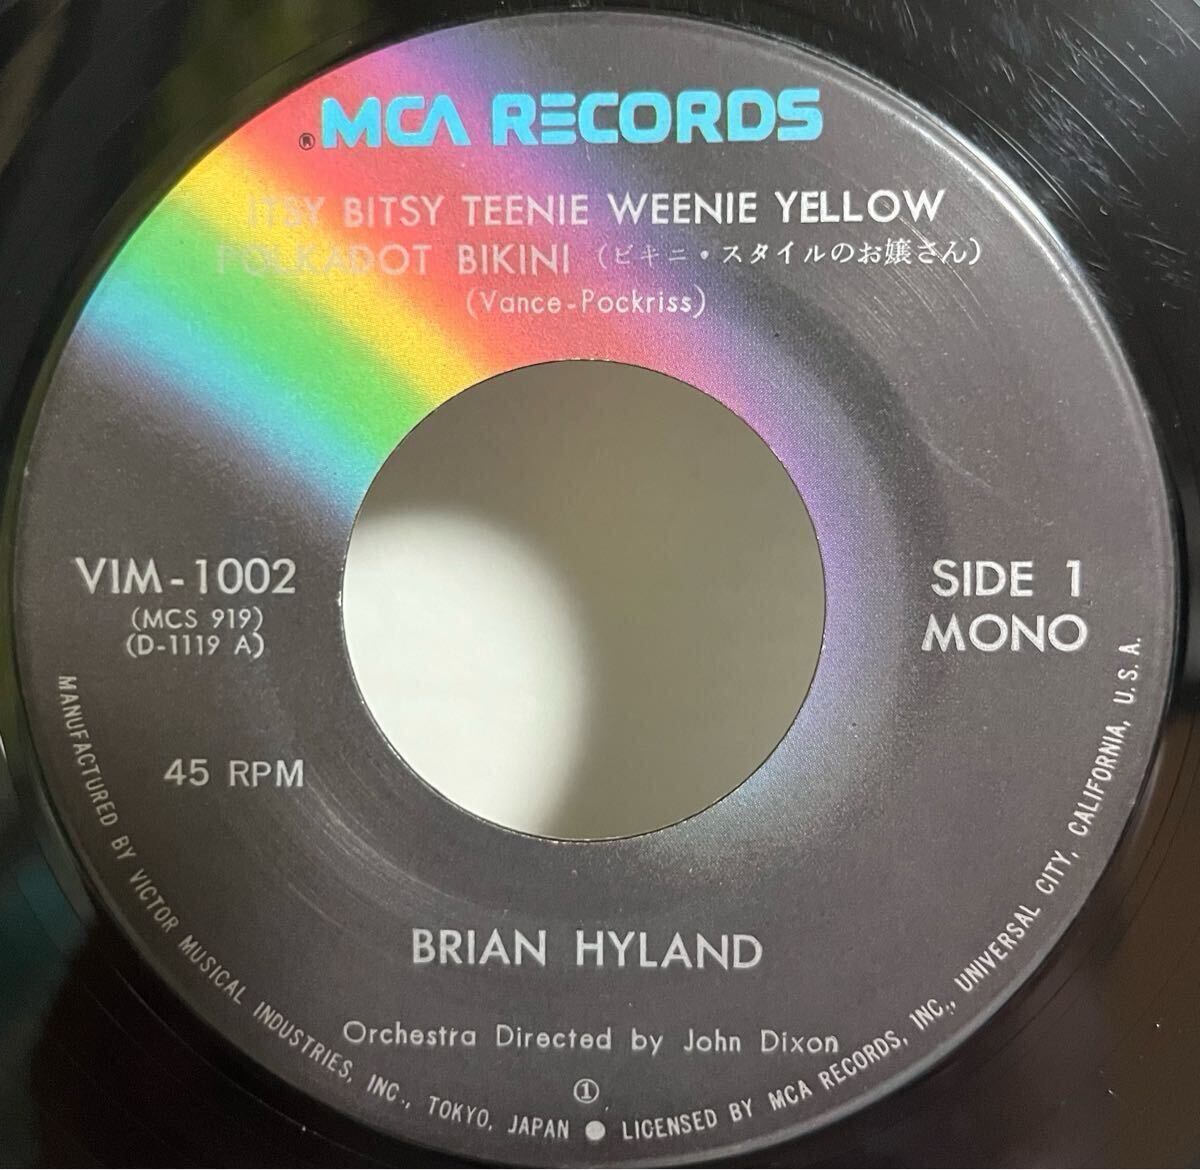 ® MCA RECORDS
ITSY BITSY TEENIE WEENIE YELLOW
POLKADOT BIKINI (ビキニ・スタイルのお嬢さん)
(Vance-Pockriss)
VIM-1002
(MCS 919)
(D-1119 A)
SIDE 1
MONO
45 RPM
BRIAN HYLAND
Orchestra Directed by John Dixon
①
MANUFACTURED BY VICTOR MUSICAL INDUSTRIES, INC., TOKYO, JAPAN ● LICENSED BY MCA RECORDS, INC., UNIVERSAL CITY, CALIFORNIA, U.S.A.